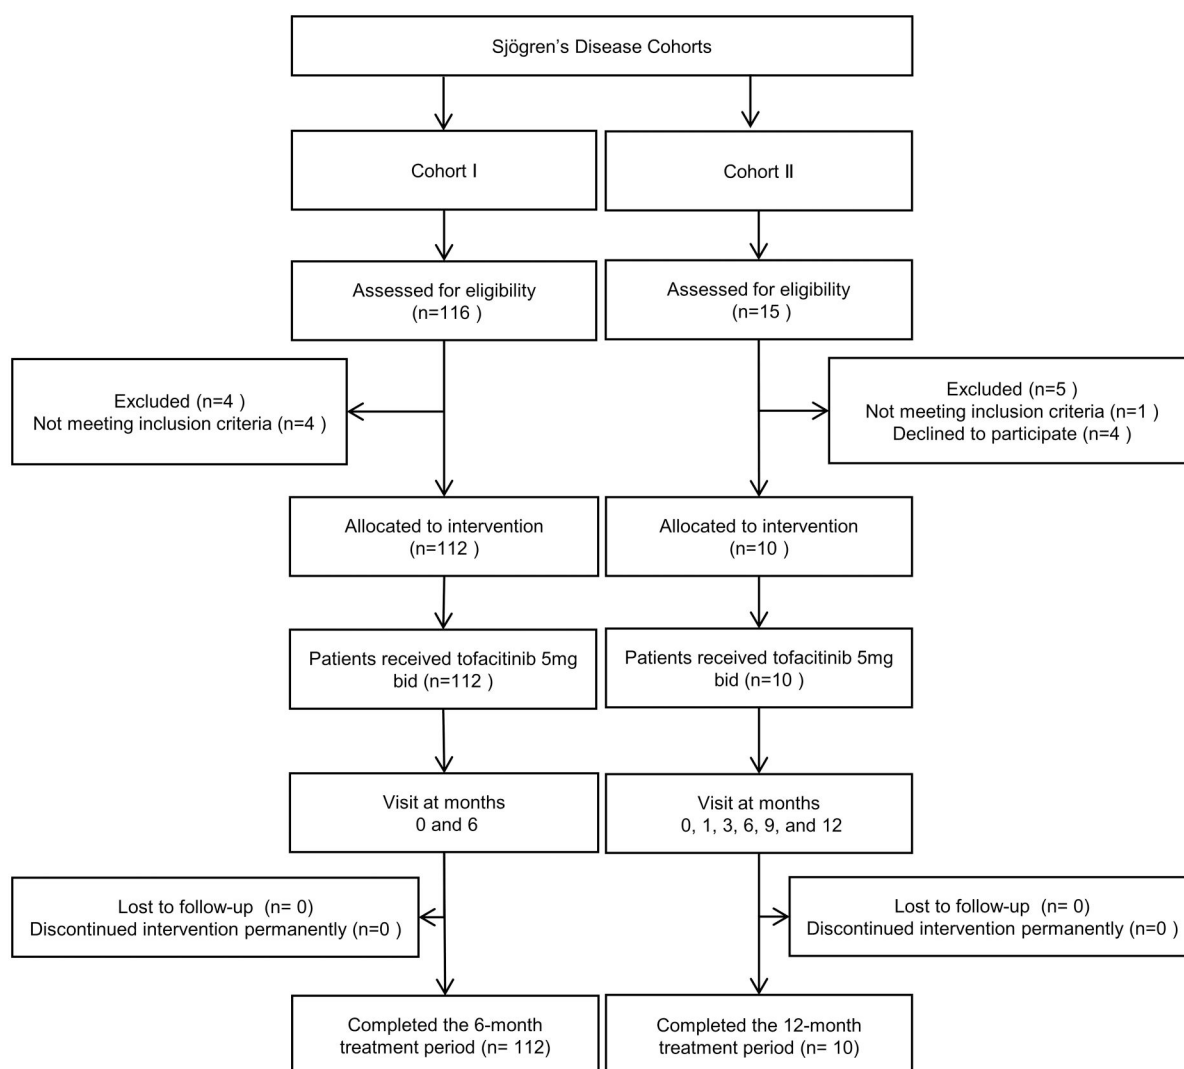 Sjögren’s Disease Cohorts
Cohort Ⅰ
Cohort Ⅱ
Assessed for eligibility
(n=116 )
Assessed for eligibility
(n=15 )
Excluded (n=4 )
Not meeting inclusion criteria (n=4 )
Excluded (n=5 )
Not meeting inclusion criteria (n=1 )
Declined to participate (n=4 )
Allocated to intervention
(n=112 )
Allocated to intervention
(n=10 )
Patients received tofacitinib 5mg
bid (n=112 )
Patients received tofacitinib 5mg
bid (n=10 )
Visit at months
0 and 6
Visit at months
0, 1, 3, 6, 9, and 12
Lost to follow-up  (n= 0)
Discontinued intervention permanently (n=0 )
Lost to follow-up  (n= 0)
Discontinued intervention permanently (n=0 )
Completed the 6-month
treatment period (n= 112)
Completed the 12-month
treatment period (n= 10)